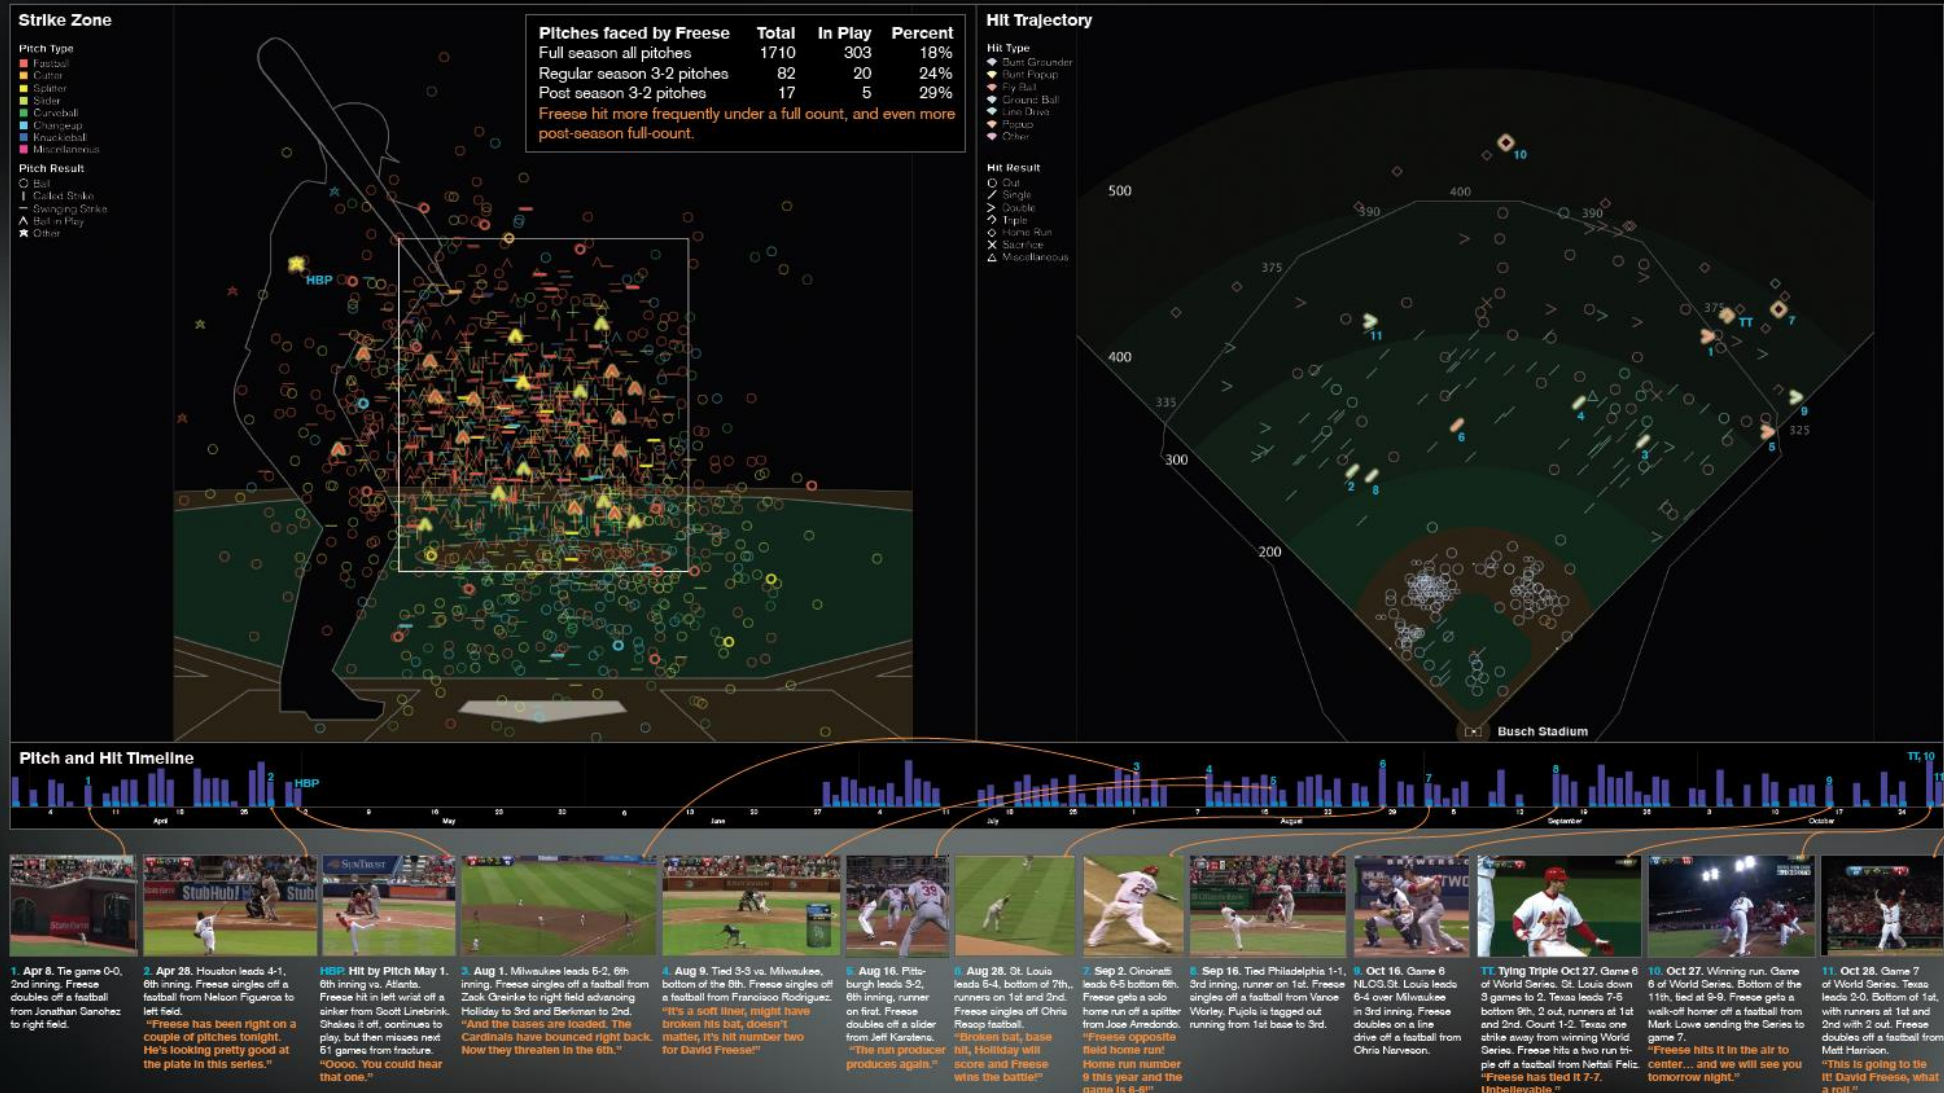 Strike Zone
Pitch Type
Fastball
Cutter
Splitter
Slider
Curveball
Changeup
Knuckleball
Miscellaneous
Pitch Result
Ball
Called Strike
Swinging Strike
Ball in Play
Other
HBP
Pitches faced by Freese Total In Play Percent
Full season all pitches 1710 303 18%
Regular season 3-2 pitches 82 20 24%
Post season 3-2 pitches 17 5 29%
Freese hit more frequently under a full count, and even more
post-season full-count.
Hit Trajectory
Hit Type
Bunt Grounder
Bunt Popup
Fly Ball
Ground Ball
Line Drive
Popup
Other
Hit Result
Out
Single
Double
Triple
Home Run
Sacrifice
Miscellaneous
10
500
400
390
390
375
375
TT
7
11
1
400
335
9
4
325
6
5
3
300
2 8
200
Busch Stadium
Pitch and Hit Timeline
1 2 HBP 3 4 5 6 7 8 9 TT, 10 11
April May June July August September October
StubHub!
SUNTRUST
1. Apr 8. Tie game 0-0,
2nd inning. Freese
doubles off a fastball
from Jonathan Sanchez
to right field.
2. Apr 28. Houston leads 4-1,
6th inning. Freese singles off a
fastball from Nelson Figueroa to
left field.
"Freese has been right on a
couple of pitches tonight.
He's looking pretty good at
the plate in this series."
HBP. Hit by Pitch May 1.
6th inning vs. Atlanta.
Freese hit in left wrist off a
sinker from Scott Linebrink.
Shakes it off, continues to
play, but then misses next
51 games from fracture.
"Oooo. You could hear
that one."
3. Aug 1. Milwaukee leads 5-2, 6th
inning. Freese singles off a fastball from
Zack Greinke to right field advancing
Holliday to 3rd and Berkman to 2nd.
"And the bases are loaded. The
Cardinals have bounced right back.
Now they threaten in the 6th."
4. Aug 9. Tied 3-3 vs. Milwaukee,
bottom of the 8th. Freese singles off
a fastball from Francisco Rodriguez.
"It's a soft liner, might have
broken his bat, doesn't
matter, it's hit number two
for David Freese!"
5. Aug 16. Pitts-
burgh leads 3-2,
6th inning, runner
on first. Freese
doubles off a slider
from Jeff Karstens.
"The run producer
produces again."
6. Aug 28. St. Louis
leads 5-4, bottom of 7th,,
runners on 1st and 2nd.
Freese singles off Chris
Resop fastball.
"Broken bat, base
hit, Holliday will
score and Freese
wins the battle!"
7. Sep 2. Cincinatti
leads 6-5 bottom 6th.
Freese gets a solo
home run off a splitter
from Jose Arredondo.
"Freese opposite
field home run!
Home run number
9 this year and the
game is 6-6!"
8. Sep 16. Tied Philadelphia 1-1,
3rd inning, runner on 1st. Freese
singles off a fastball from Vance
Worley. Pujols is tagged out
running from 1st base to 3rd.
9. Oct 16. Game 6
NLCS.St. Louis leads
6-4 over Milwaukee
in 3rd inning. Freese
doubles on a line
drive off a fastball from
Chris Narveson.
TT. Tying Triple Oct 27. Game 6
of World Series. St. Louis down
3 games to 2. Texas leads 7-5
bottom 9th, 2 out, runners at 1st
and 2nd. Count 1-2. Texas one
strike away from winning World
Series. Freese hits a two run tri-
ple off a fastball from Neftali Feliz.
"Freese has tied it 7-7.
Unbelievable."
10. Oct 27. Winning run. Game
6 of World Series. Bottom of the
11th, tied at 9-9. Freese gets a
walk-off homer off a fastball from
Mark Lowe sending the Series to
game 7.
"Freese hits it in the air to
center... and we will see you
tomorrow night."
11. Oct 28. Game 7
of World Series. Texas
leads 2-0. Bottom of 1st,
with runners at 1st and
2nd with 2 out. Freese
doubles off a fastball from
Matt Harrison.
"This is going to tie
it! David Freese, what
a roll."